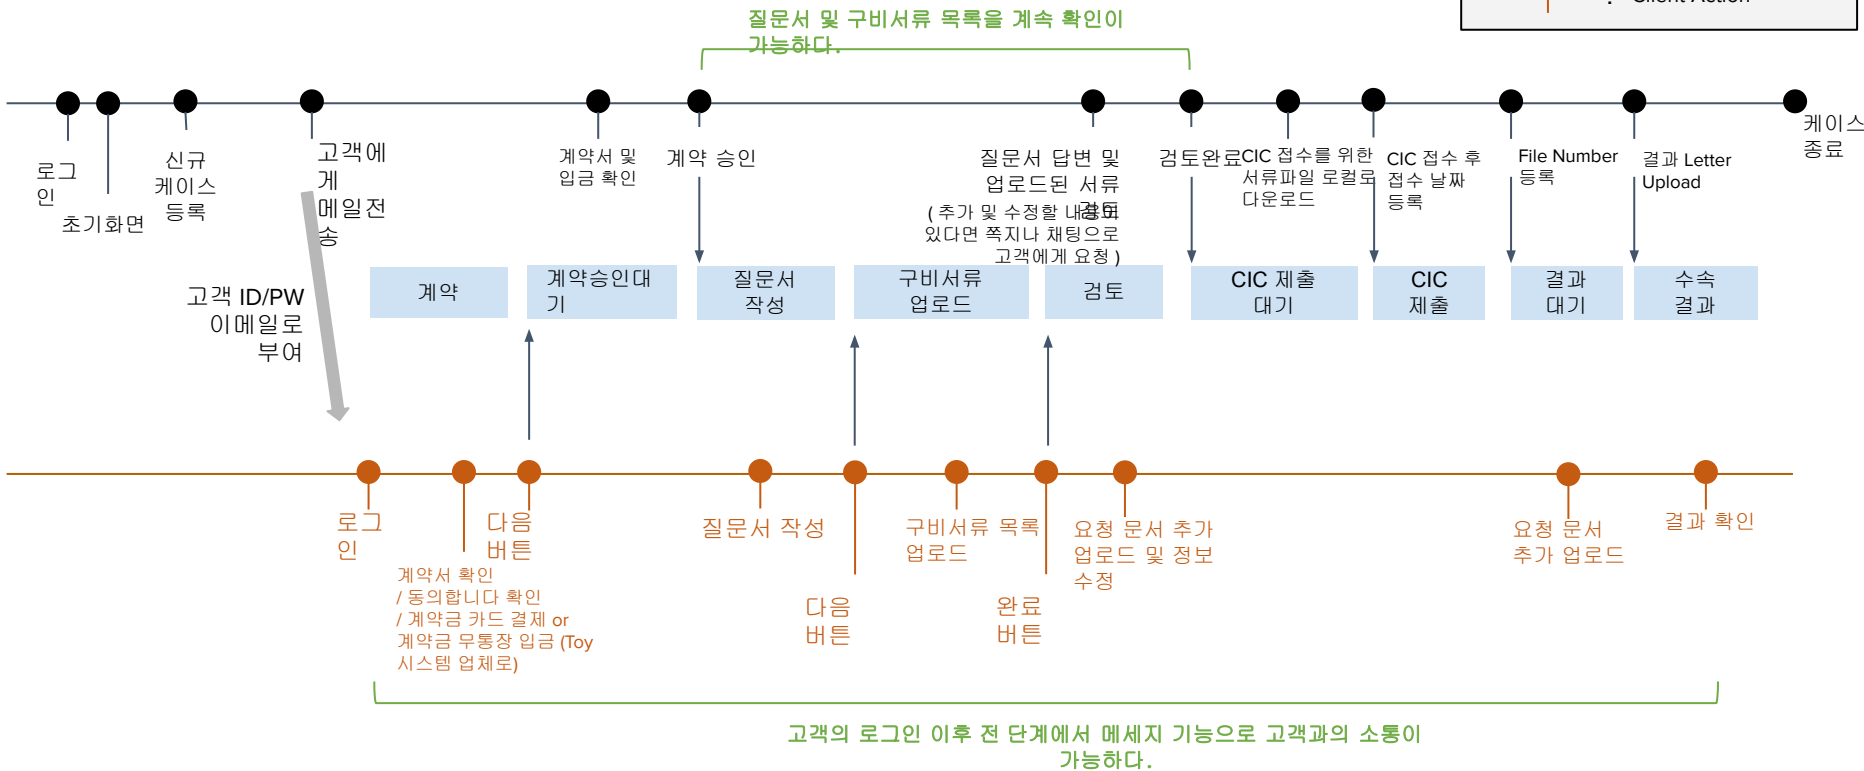 : Client Action
질문서 및 구비서류 목록을 계속 확인이
가능하다.
로그
인
초기화면
신규
케이스
등록
고객에
게
메일전
송
계약서 및
입금 확인
계약 승인
질문서 답변 및
업로드된 서류
검토
( 추가 및 수정할 내용이
있다면 쪽지나 채팅으로
고객에게 요청 )
검토완료
CIC 접수를 위한
서류파일 로컬로
다운로드
CIC 접수 후
접수 날짜
등록
File Number
등록
결과 Letter
Upload
케이스
종료
고객 ID/PW
이메일로
부여
계약
계약승인대
기
질문서
작성
구비서류
업로드
검토
CIC 제출
대기
CIC
제출
결과
대기
수속
결과
로그
인
계약서 확인
/ 동의합니다 확인
/ 계약금 카드 결제 or
계약금 무통장 입금 (Toy
시스템 업체로)
다음
버튼
질문서 작성
다음
버튼
구비서류 목록
업로드
완료
버튼
요청 문서 추가
업로드 및 정보
수정
요청 문서
추가 업로드
결과 확인
고객의 로그인 이후 전 단계에서 메세지 기능으로 고객과의 소통이
가능하다.